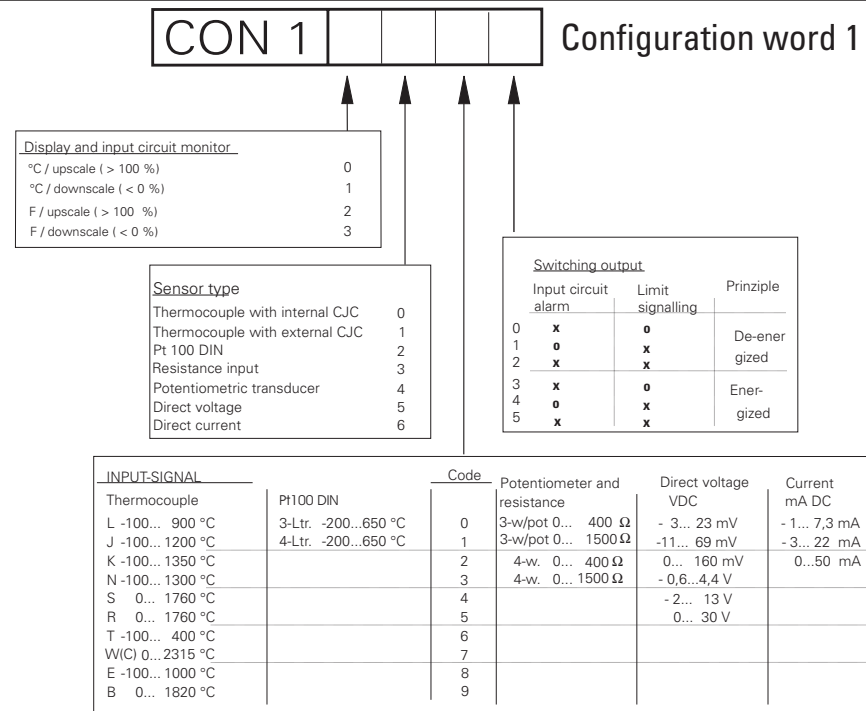 CON 1 Configuration word 1
Display and input circuit monitor
°C / upscale ( > 100 %) 0
°C / downscale ( < 0 %) 1
F / upscale ( > 100 %) 2
F / downscale ( < 0 %) 3
Sensor type
Thermocouple with internal CJC 0
Thermocouple with external CJC 1
Pt 100 DIN 2
Resistance input 3
Potentiometric transducer 4
Direct voltage 5
Direct current 6
Switching output
Input circuit alarm Limit signalling Prinziple
0 x o De-ener
1 o x gized
2 x x
3 x o Ener-
4 o x gized
5 x x
INPUT-SIGNAL Code Potentiometer and Direct voltage Current
Thermocouple Pt100 DIN resistance VDC mA DC
L -100... 900 °C 3-Ltr. -200...650 °C 0 3-w/pot 0... 400 Ω - 3... 23 mV - 1... 7,3 mA
J -100... 1200 °C 4-Ltr. -200...650 °C 1 3-w/pot 0... 1500 Ω -11... 69 mV - 3... 22 mA
K -100... 1350 °C 2 4-w. 0... 400 Ω 0... 160 mV 0...50 mA
N -100... 1300 °C 3 4-w. 0... 1500 Ω - 0,6...4,4 V
S 0... 1760 °C 4 - 2... 13 V
R 0... 1760 °C 5 0... 30 V
T -100... 400 °C 6
W(C) 0... 2315 °C 7
E -100... 1000 °C 8
B 0... 1820 °C 9